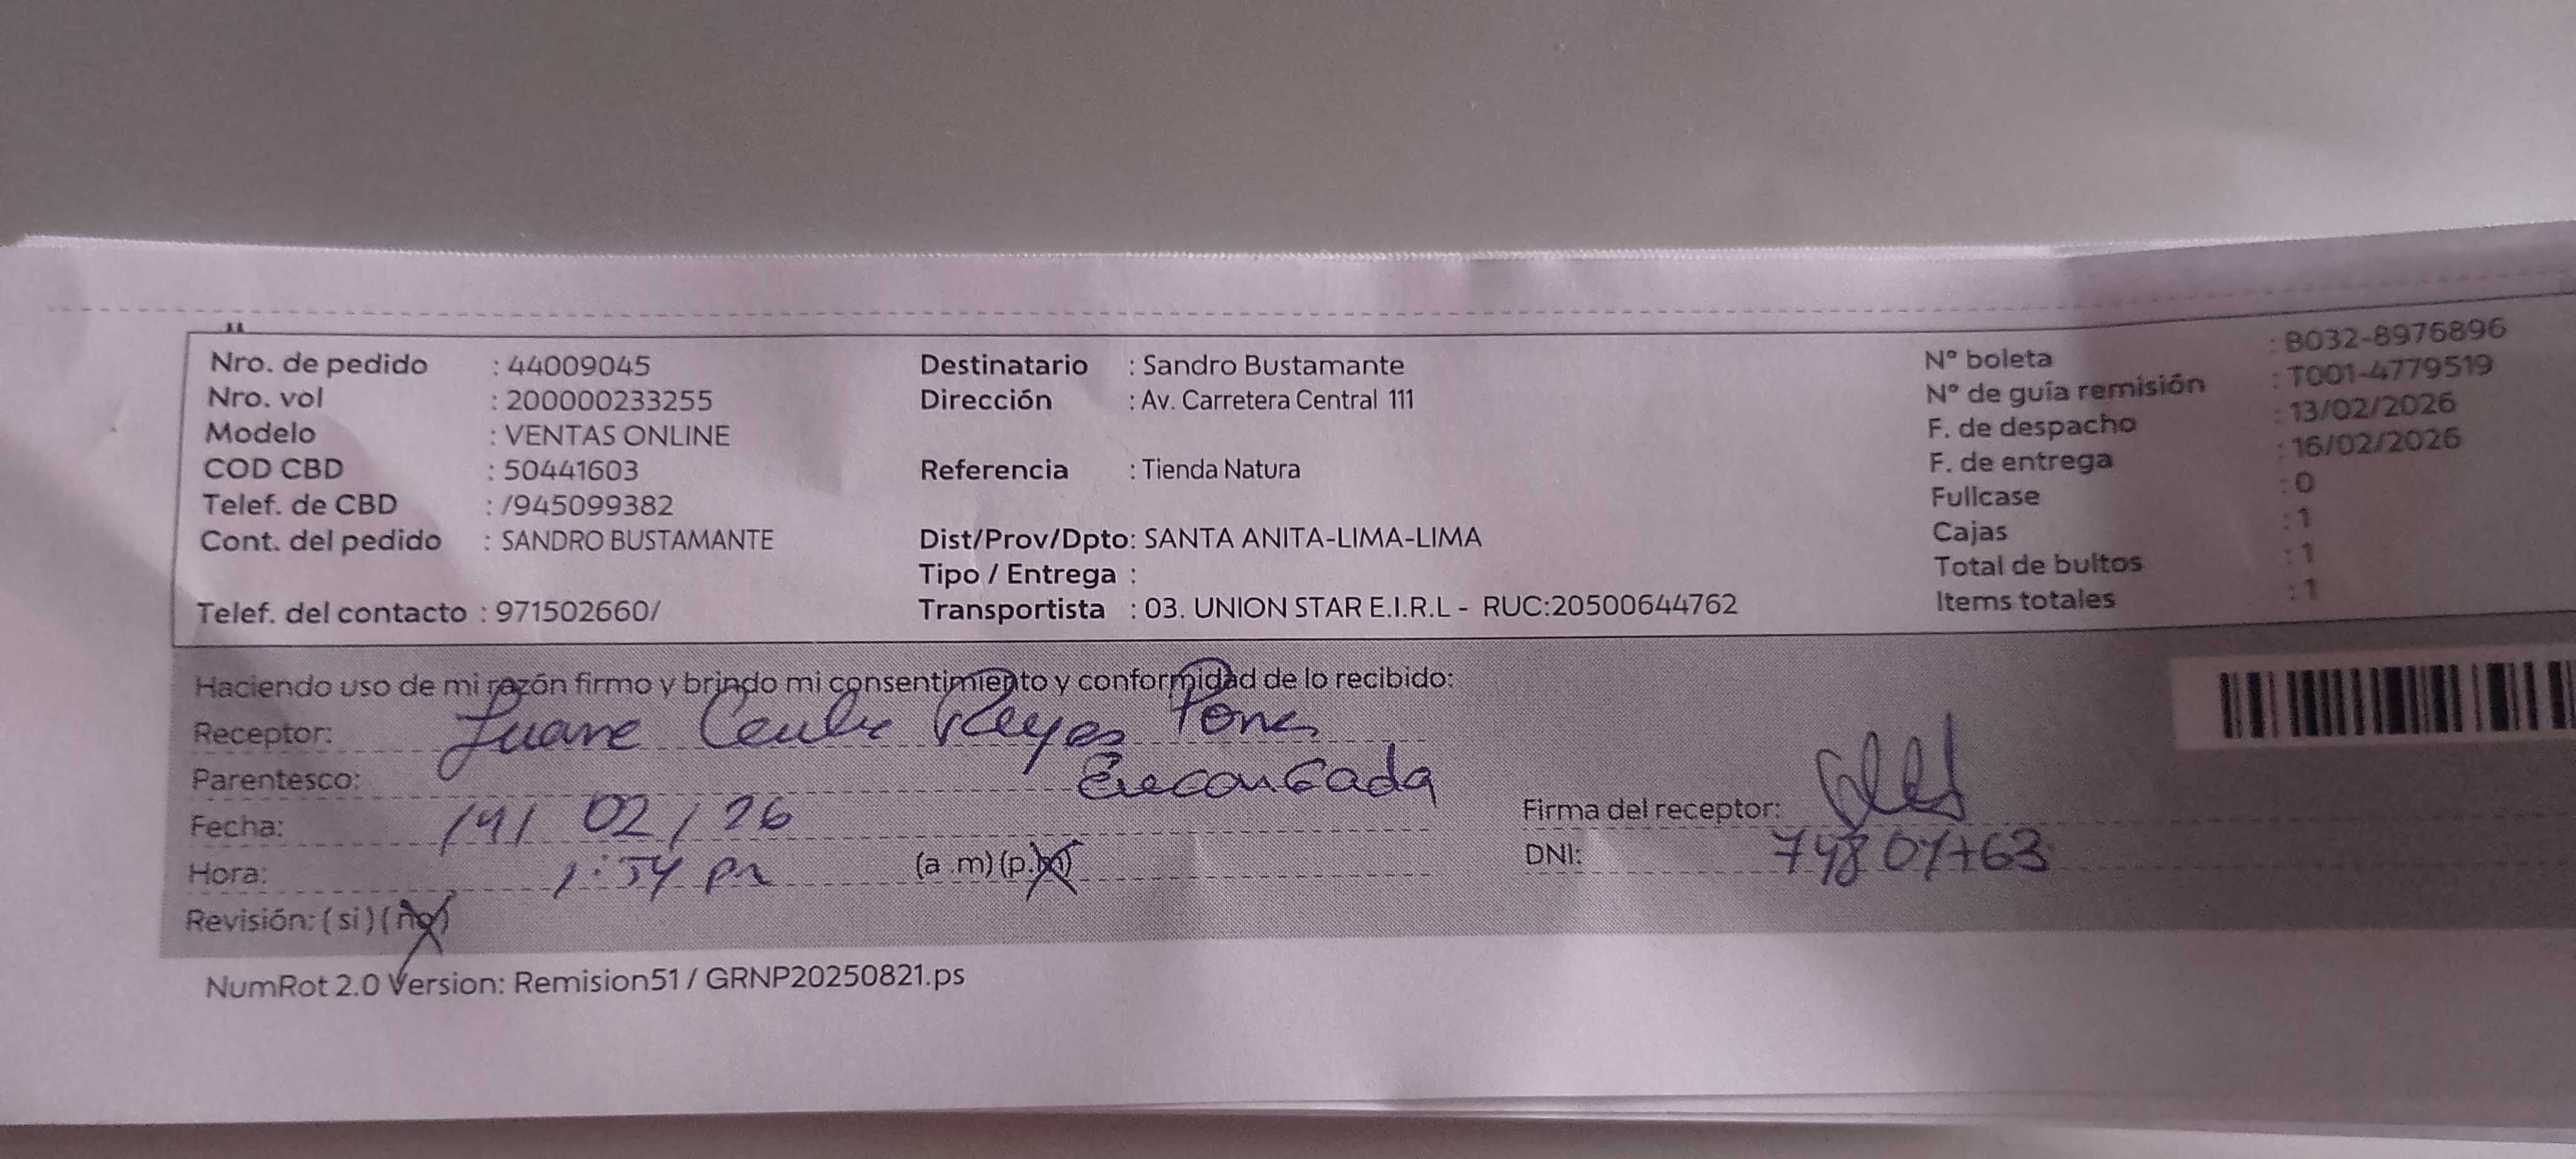 Nro. de pedido : 44009045
Nro. vol : 200000233255
Modelo : VENTAS ONLINE
COD CBD : 50441603
Telef. de CBD : /945099382
Cont. del pedido : SANDRO BUSTAMANTE
Telef. del contacto : 971502660/
Destinatario : Sandro Bustamante
Dirección : Av. Carretera Central 111
Referencia : Tienda Natura
Dist/Prov/Dpto: SANTA ANITA-LIMA-LIMA
Tipo / Entrega :
Transportista : 03. UNION STAR E.I.R.L - RUC:20500644762
N° boleta : B032-8976896
N° de guía remisión : T001-4779519
F. de despacho : 13/02/2026
F. de entrega : 16/02/2026
Fullcase : 0
Cajas : 1
Total de bultos : 1
Items totales : 1
Haciendo uso de mi razón firmo y brindo mi consentimiento y conformidad de lo recibido:
Receptor: Reyes
Parentesco: Encargada
Fecha: 14/ 02 / 26
Hora: 1:54 pm (a .m) (p.m)
Revisión: ( si ) ( no )
Firma del receptor:
DNI:
NumRot 2.0 Version: Remision51 / GRNP20250821.ps